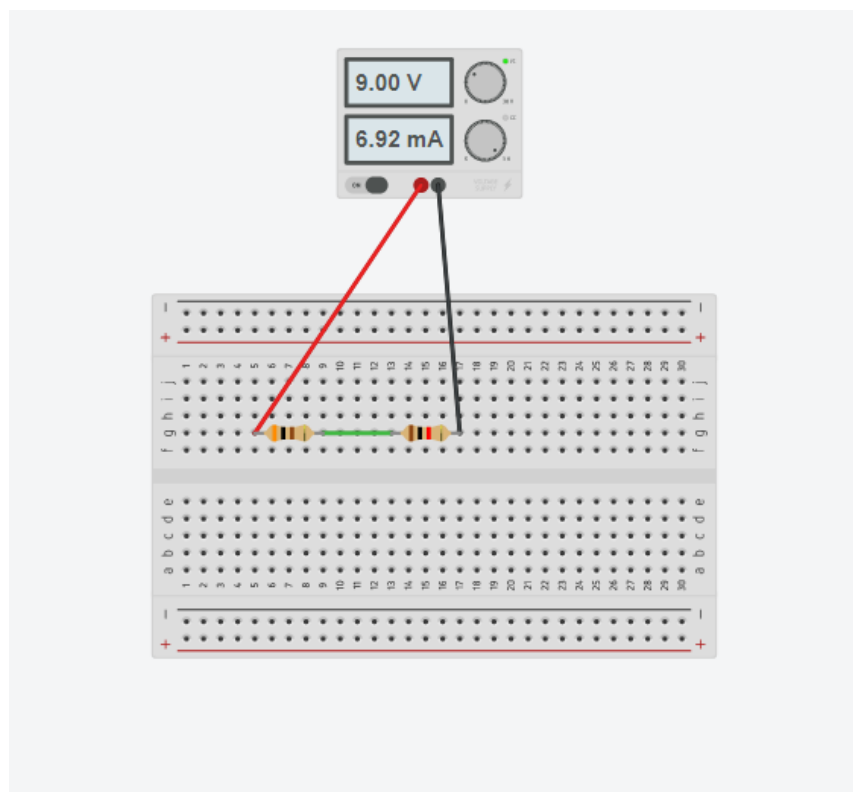 9.00 V
6.92 mA
ON
− −
+ +
1 2 3 4 5 6 7 8 9 10 11 12 13 14 15 16 17 18 19 20 21 22 23 24 25 26 27 28 29 30
j j
i i
h h
g g
f f
e e
d d
c c
b b
a a
1 2 3 4 5 6 7 8 9 10 11 12 13 14 15 16 17 18 19 20 21 22 23 24 25 26 27 28 29 30
− −
+ +